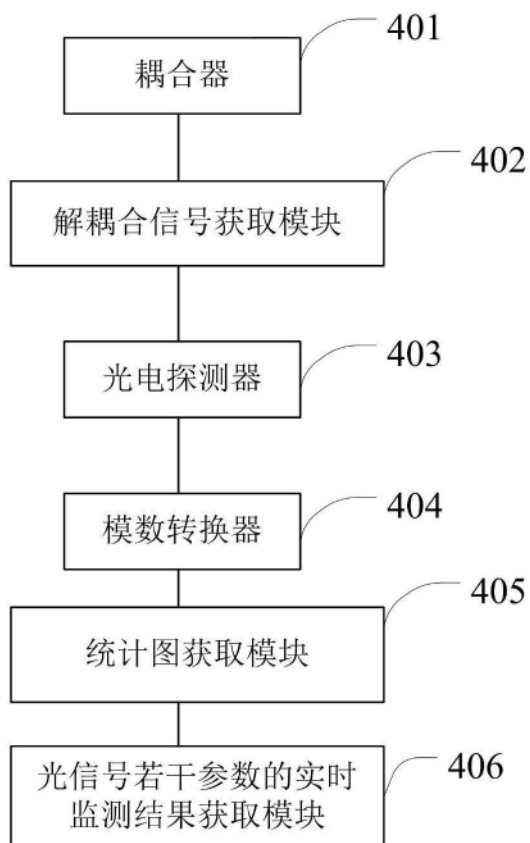 401
耦合器
402
解耦合信号获取模块
403
光电探测器
404
模数转换器
405
统计图获取模块
406
光信号若干参数的实时
监测结果获取模块